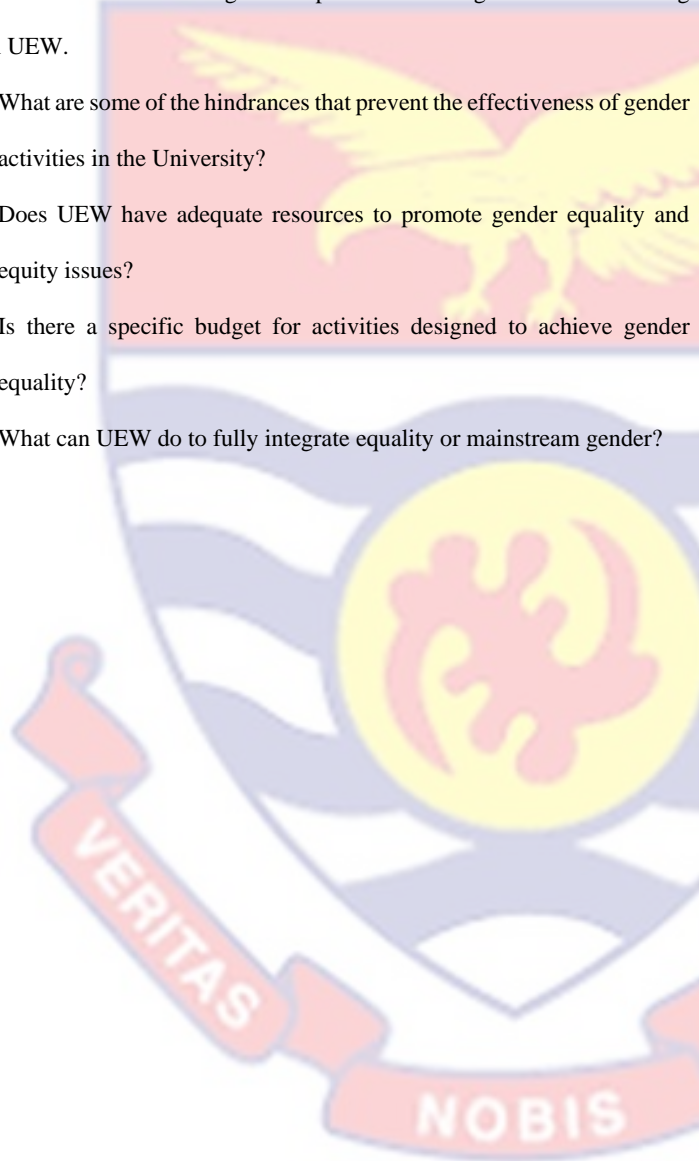 UEW.
What are some of the hindrances that prevent the effectiveness of gender
activities in the University?
Does UEW have adequate resources to promote gender equality and
equity issues?
Is there a specific budget for activities designed to achieve gender
equality?
What can UEW do to fully integrate equality or mainstream gender?
VERITAS
NOBIS